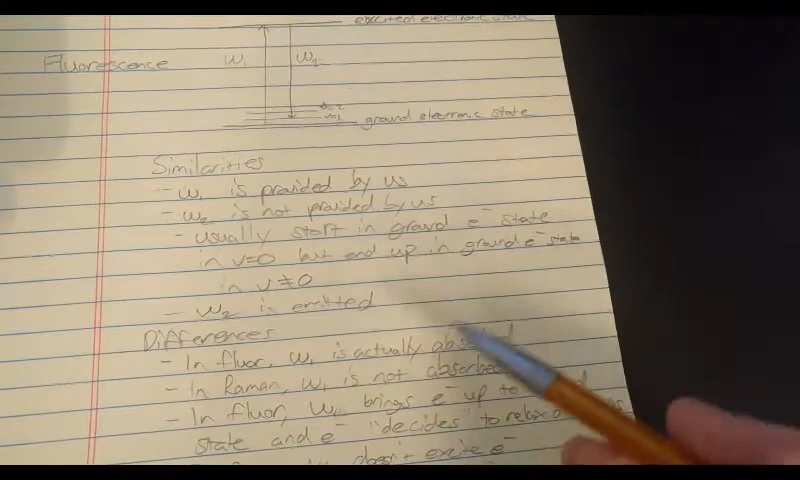 excited electronic state
Fluorescence ω₁ ω₂
v=2
v=1
ground electronic state
Similarities
- ω₁ is provided by us
- ω₂ is not provided by us
- usually start in ground e⁻ state
in v=0 but end up in ground e⁻ state
in v≠0
- ω₂ is emitted
Differences
- In fluor, ω₁ is actually absorbed
- In Raman, ω₁ is not absorbed
- In fluor, ω₁ brings e⁻ up to
state and e⁻ "decides" to relax
doesn't excite e⁻